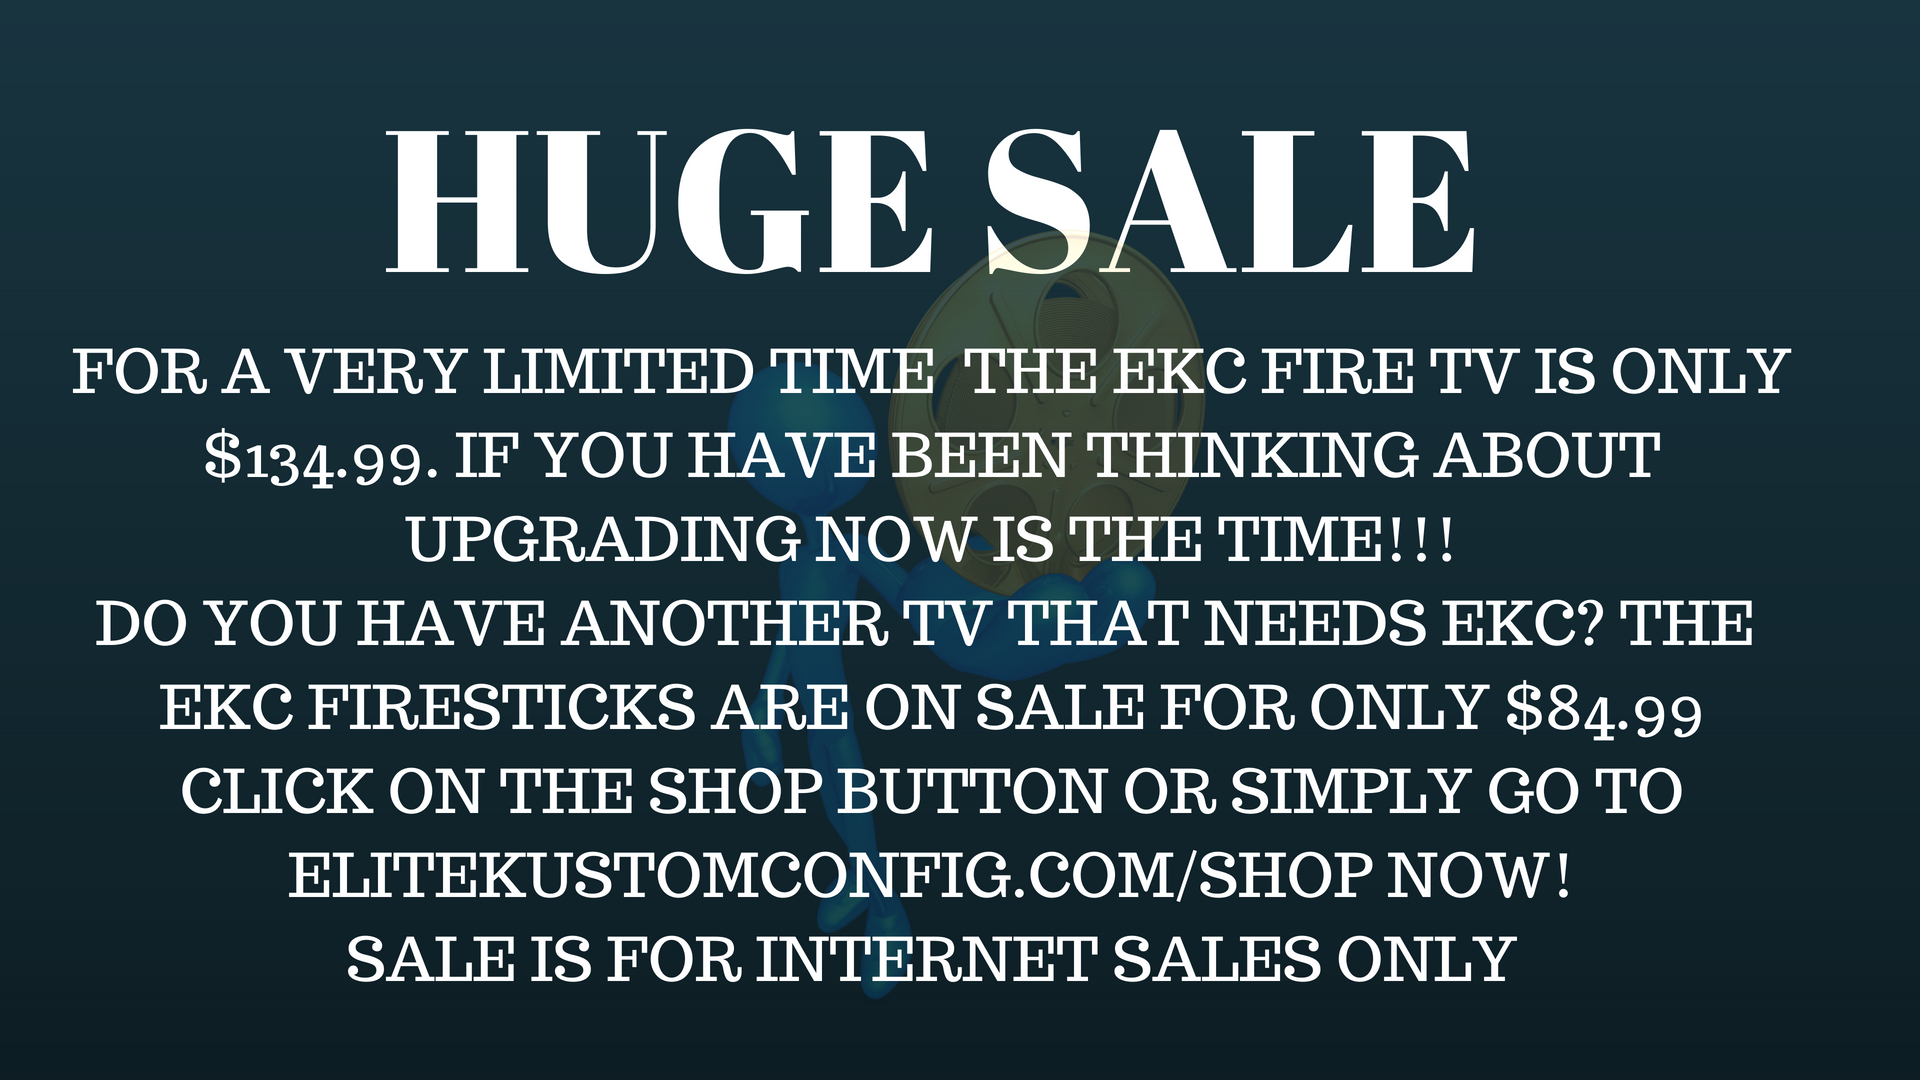 HUGE SALE
FOR A VERY LIMITED TIME THE EKC FIRE TV IS ONLY
$134.99. IF YOU HAVE BEEN THINKING ABOUT
UPGRADING NOW IS THE TIME!!!
DO YOU HAVE ANOTHER TV THAT NEEDS EKC? THE
EKC FIRESTICKS ARE ON SALE FOR ONLY $84.99
CLICK ON THE SHOP BUTTON OR SIMPLY GO TO
ELITEKUSTOMCONFIG.COM/SHOP NOW!
SALE IS FOR INTERNET SALES ONLY